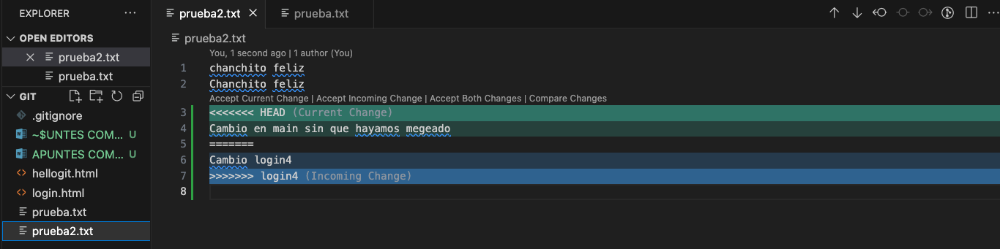 EXPLORER
OPEN EDITORS
prueba2.txt
prueba.txt
GIT
.gitignore
~$UNTES COM... U
APUNTES COM... U
hellogit.html
login.html
prueba.txt
prueba2.txt
prueba2.txt
prueba.txt
prueba2.txt
You, 1 second ago | 1 author (You)
1 chanchito feliz
2 Chanchito feliz
Accept Current Change | Accept Incoming Change | Accept Both Changes | Compare Changes
3 <<<<<<< HEAD (Current Change)
4 Cambio en main sin que hayamos megeado
5 =======
6 Cambio login4
7 >>>>>>> login4 (Incoming Change)
8